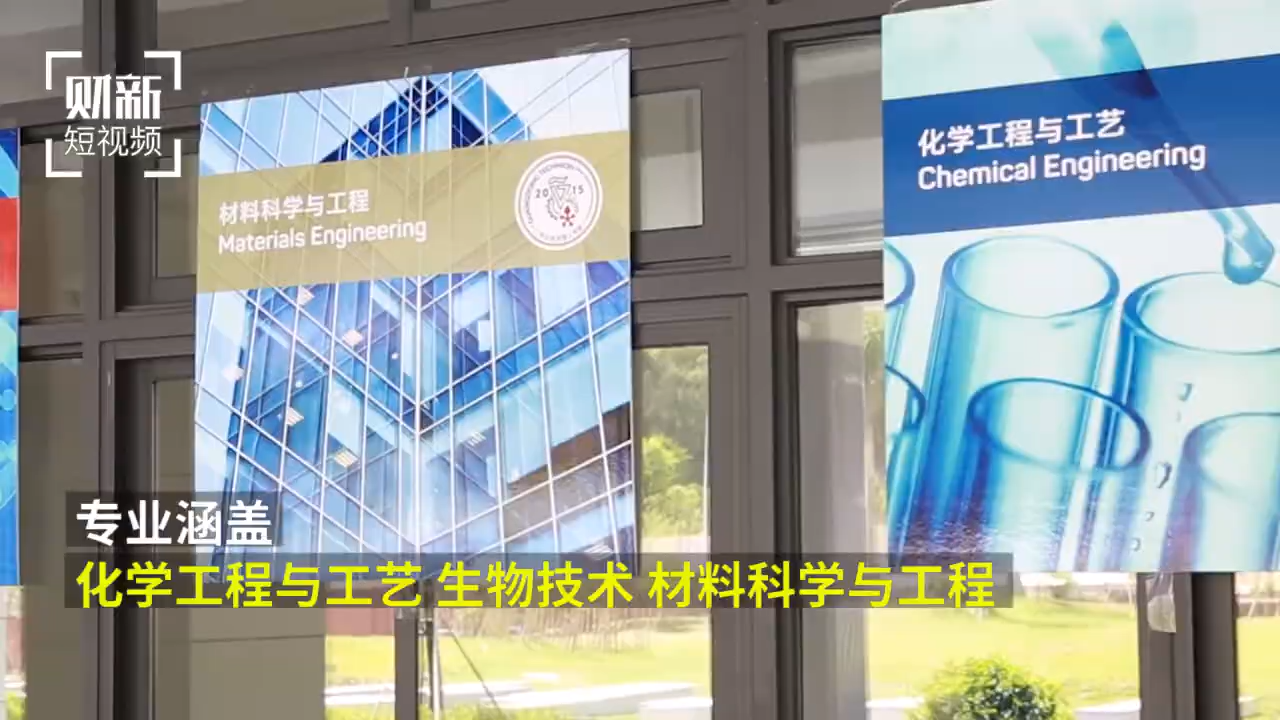 财新
短视频
材料科学与工程
Materials Engineering
2015
化学工程与工艺
Chemical Engineering
专业涵盖
化学工程与工艺 生物技术 材料科学与工程